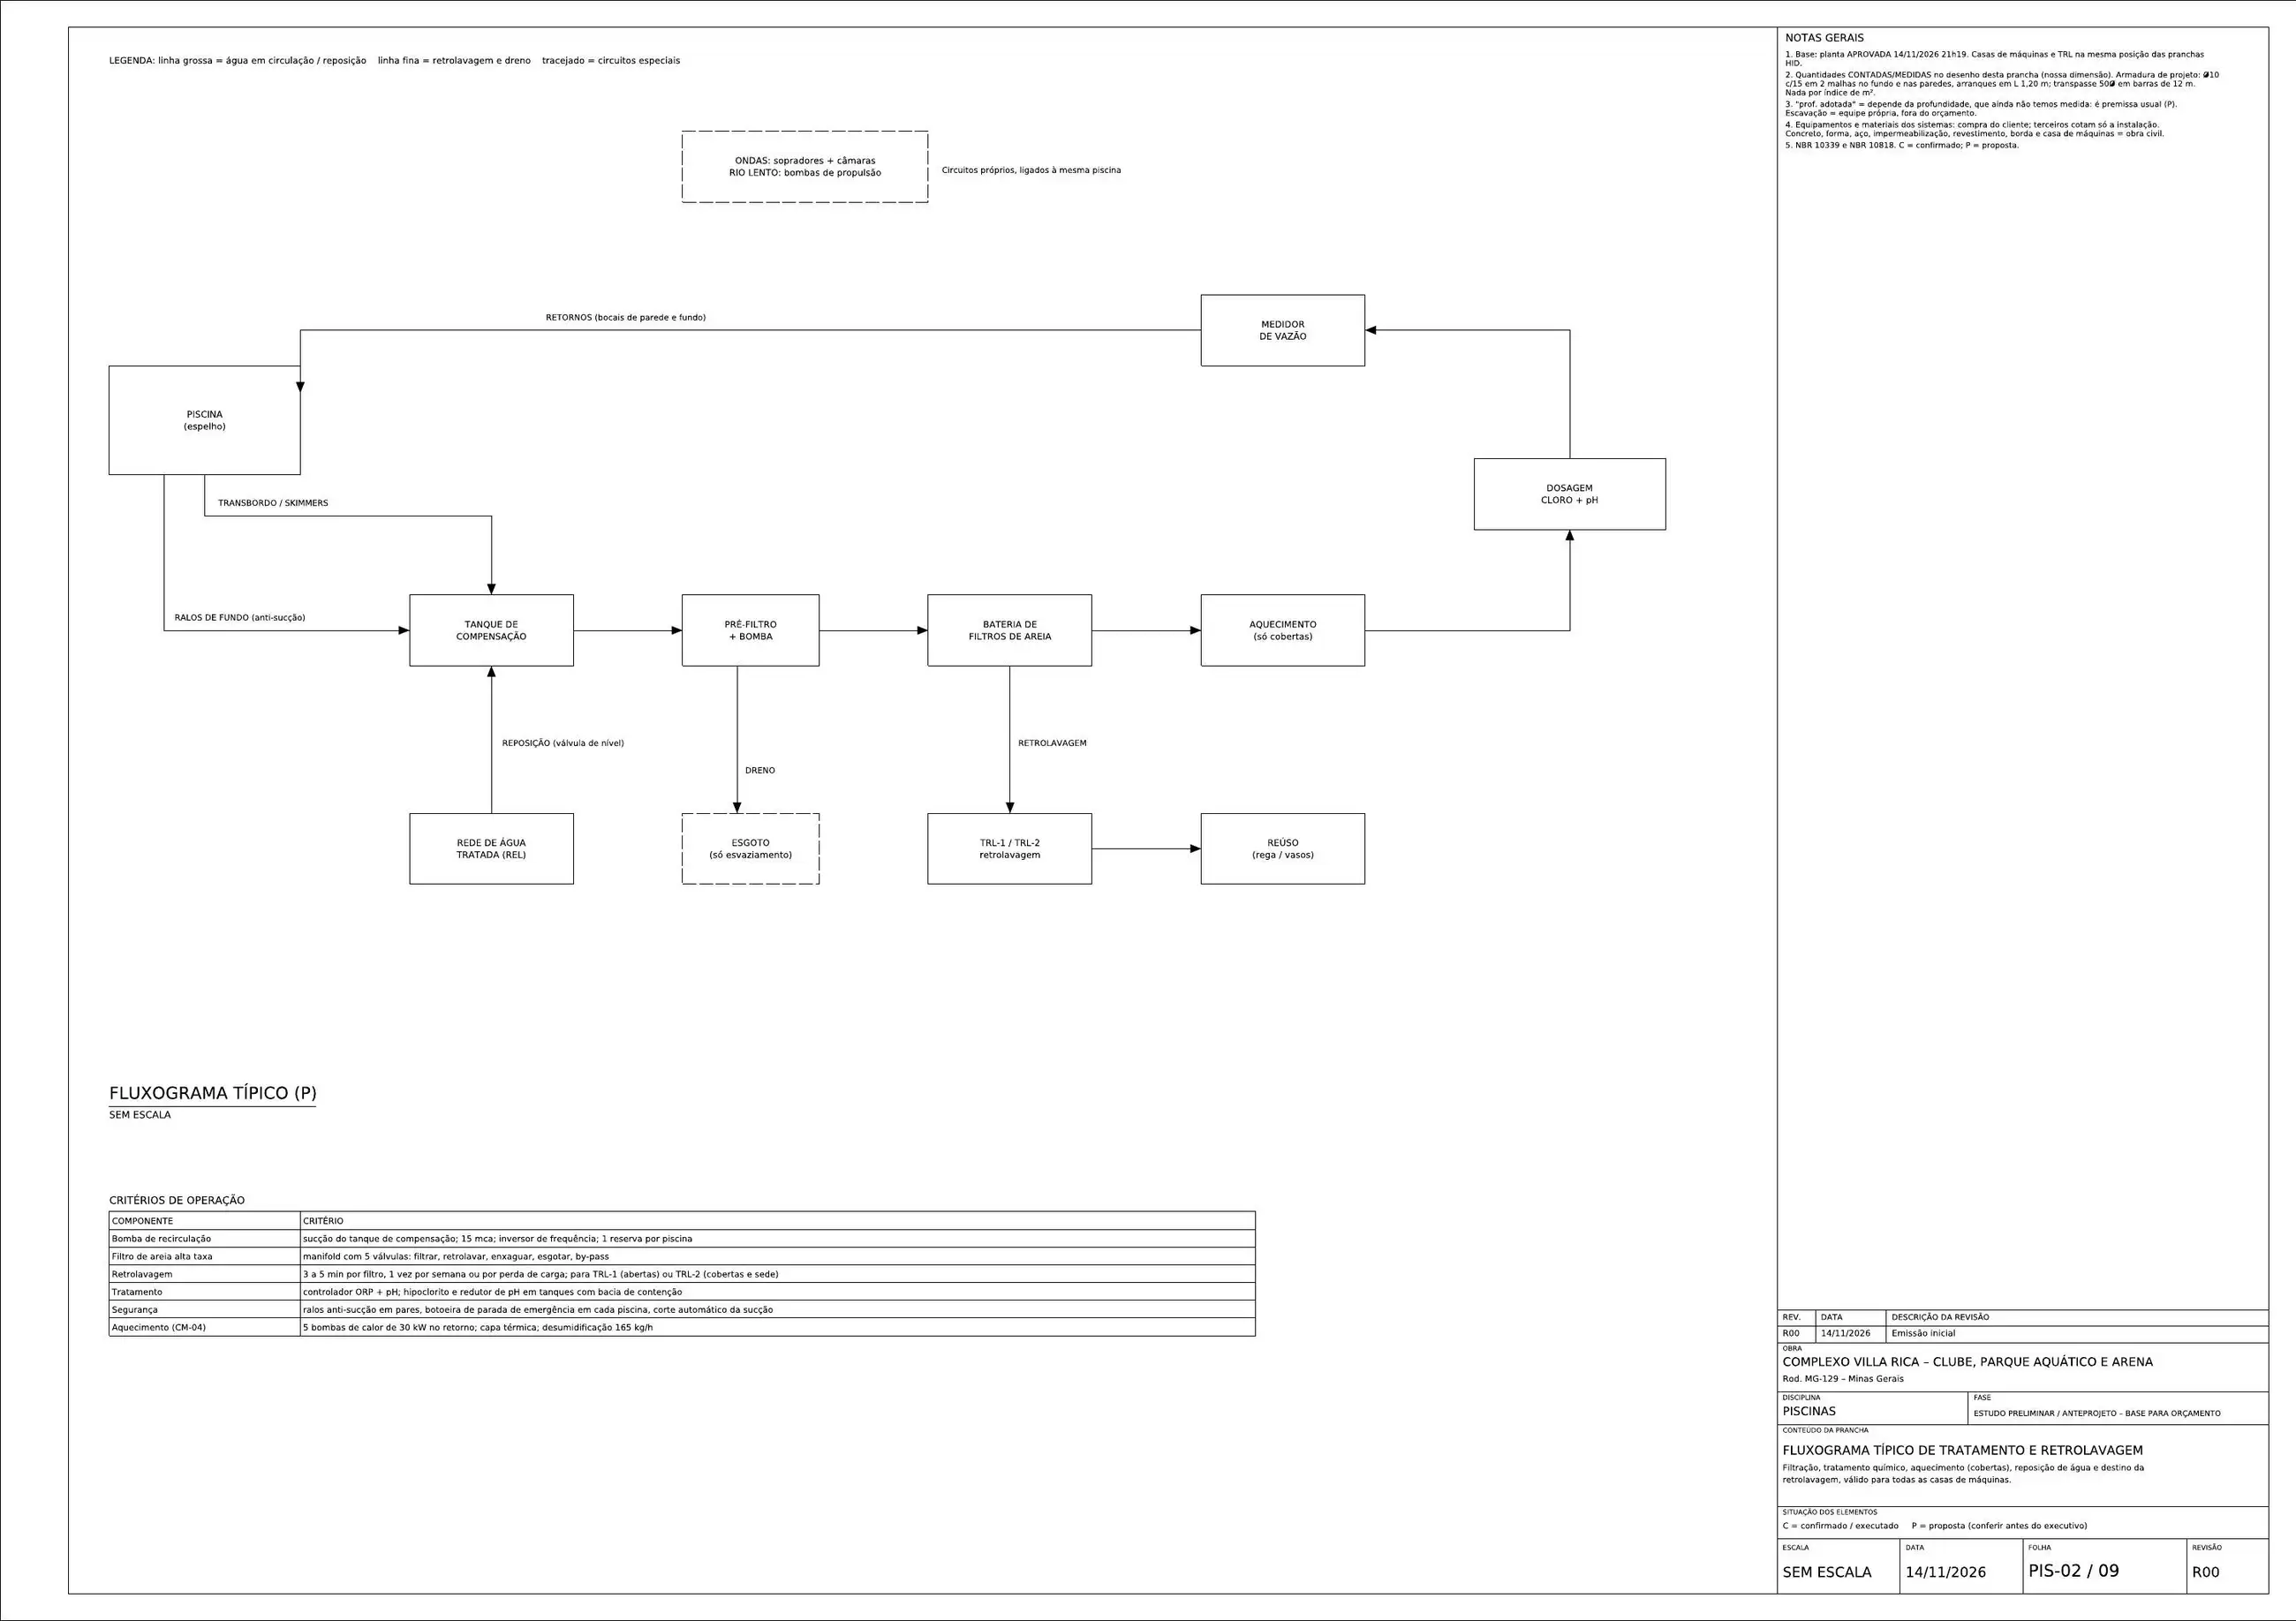 LEGENDA: linha grossa = água em circulação / reposição    linha fina = retrolavagem e dreno    tracejado = circuitos especiais
ONDAS: sopradores + câmaras
RIO LENTO: bombas de propulsão
Circuitos próprios, ligados à mesma piscina
RETORNOS (bocais de parede e fundo)
MEDIDOR
DE VAZÃO
PISCINA
(espelho)
DOSAGEM
CLORO + pH
TRANSBORDO / SKIMMERS
RALOS DE FUNDO (anti-sucção)
TANQUE DE
COMPENSAÇÃO
PRÉ-FILTRO
+ BOMBA
BATERIA DE
FILTROS DE AREIA
AQUECIMENTO
(só cobertas)
REPOSIÇÃO (válvula de nível)
RETROLAVAGEM
DRENO
REDE DE ÁGUA
TRATADA (REL)
ESGOTO
(só esvaziamento)
TRL-1 / TRL-2
retrolavagem
REÚSO
(rega / vasos)
FLUXOGRAMA TÍPICO (P)
SEM ESCALA
CRITÉRIOS DE OPERAÇÃO
COMPONENTE    CRITÉRIO
Bomba de recirculação    sucção do tanque de compensação; 15 mca; inversor de frequência; 1 reserva por piscina
Filtro de areia alta taxa    manifold com 5 válvulas: filtrar, retrolavar, enxaguar, esgotar, by-pass
Retrolavagem    3 a 5 min por filtro, 1 vez por semana ou por perda de carga; para TRL-1 (abertas) ou TRL-2 (cobertas e sede)
Tratamento    controlador ORP + pH; hipoclorito e redutor de pH em tanques com bacia de contenção
Segurança    ralos anti-sucção em pares, botoeira de parada de emergência em cada piscina, corte automático da sucção
Aquecimento (CM-04)    5 bombas de calor de 30 kW no retorno; capa térmica; desumidificação 165 kg/h
NOTAS GERAIS
1. Base: planta APROVADA 14/11/2026 21h19. Casas de máquinas e TRL na mesma posição das pranchas
HID.
2. Quantidades CONTADAS/MEDIDAS no desenho desta prancha (nossa dimensão). Armadura de projeto: Ø10
c/15 em 2 malhas no fundo e nas paredes, arranques em L 1,20 m; transpasse 50Ø em barras de 12 m.
Nada por índice de m².
3. "prof. adotada" = depende da profundidade, que ainda não temos medida: é premissa usual (P).
Escavação = equipe própria, fora do orçamento.
4. Equipamentos e materiais dos sistemas: compra do cliente; terceiros cotam só a instalação.
Concreto, forma, aço, impermeabilização, revestimento, borda e casa de máquinas = obra civil.
5. NBR 10339 e NBR 10818. C = confirmado; P = proposta.
REV.    DATA    DESCRIÇÃO DA REVISÃO
R00    14/11/2026    Emissão inicial
OBRA
COMPLEXO VILLA RICA – CLUBE, PARQUE AQUÁTICO E ARENA
Rod. MG-129 – Minas Gerais
DISCIPLINA    FASE
PISCINAS    ESTUDO PRELIMINAR / ANTEPROJETO – BASE PARA ORÇAMENTO
CONTEÚDO DA PRANCHA
FLUXOGRAMA TÍPICO DE TRATAMENTO E RETROLAVAGEM
Filtração, tratamento químico, aquecimento (cobertas), reposição de água e destino da
retrolavagem, válido para todas as casas de máquinas.
SITUAÇÃO DOS ELEMENTOS
C = confirmado / executado    P = proposta (conferir antes do executivo)
ESCALA    DATA    FOLHA    REVISÃO
SEM ESCALA    14/11/2026    PIS-02 / 09    R00